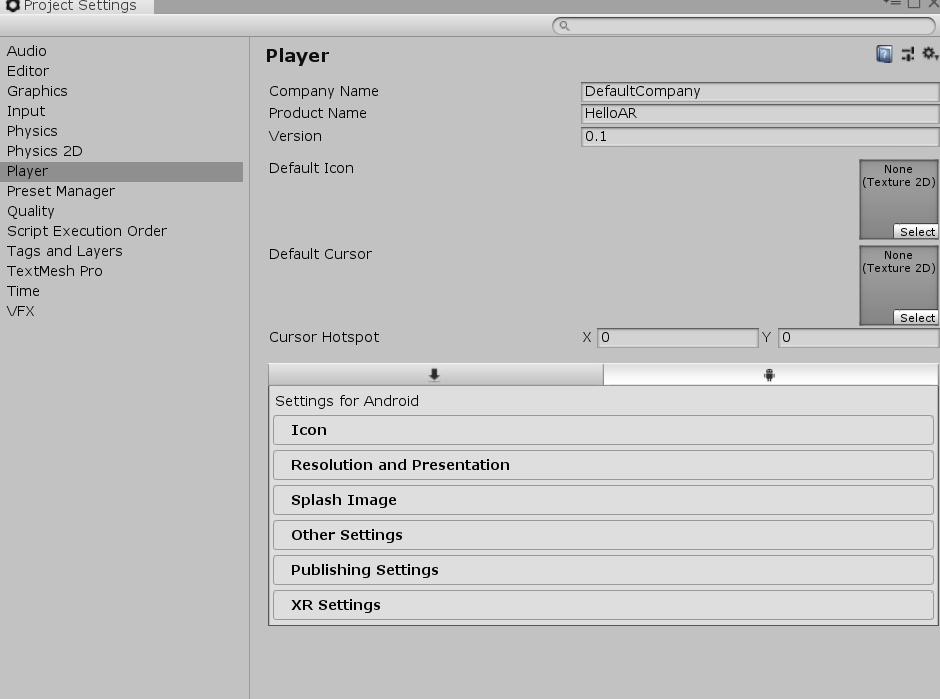 Project Settings
Audio
Editor
Graphics
Input
Physics
Physics 2D
Player
Preset Manager
Quality
Script Execution Order
Tags and Layers
TextMesh Pro
Time
VFX
Player
Company Name DefaultCompany
Product Name HelloAR
Version 0.1
Default Icon
None
(Texture 2D)
Select
Default Cursor
None
(Texture 2D)
Select
Cursor Hotspot X 0 Y 0
Settings for Android
Icon
Resolution and Presentation
Splash Image
Other Settings
Publishing Settings
XR Settings